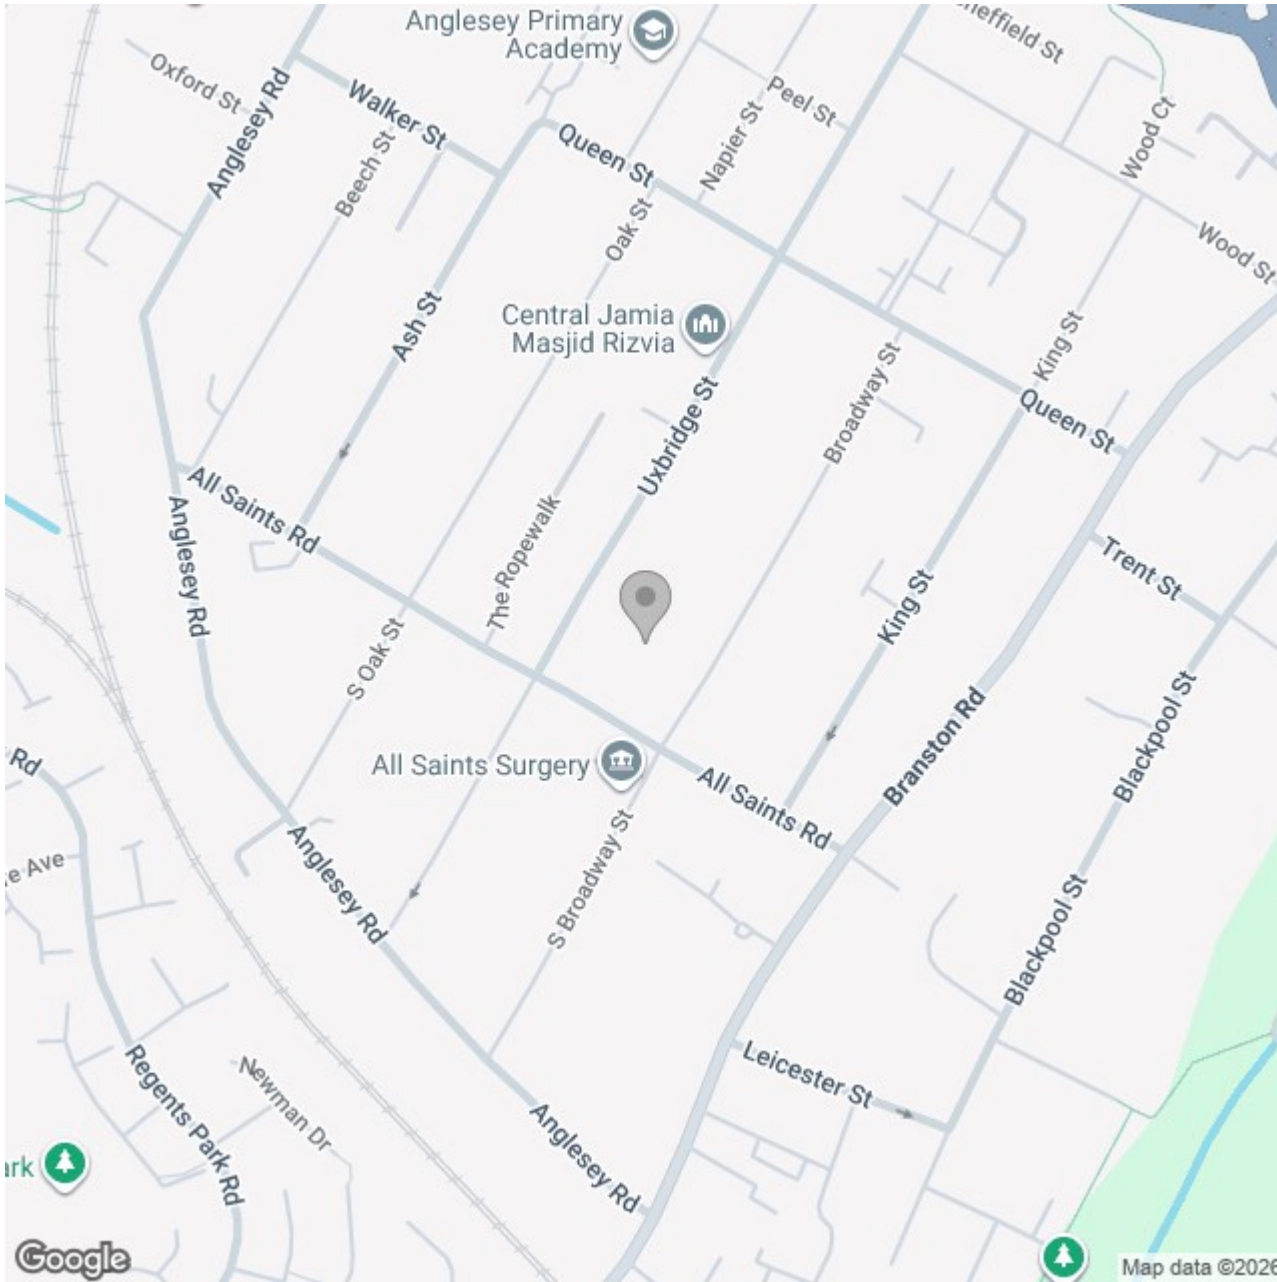 Anglesey Primary
Academy
Oxford St
Anglesey Rd
Walker St
Beech St
Queen St
Oak St
Napier St
Peel St
Wood Ct
Wood St
Ash St
Central Jamia
Masjid Rizvia
Uxbridge St
Broadway St
King St
Queen St
All Saints Rd
Anglesey Rd
The Ropewalk
S Oak St
King St
Trent St
Blackpool St
Branston Rd
All Saints Surgery
All Saints Rd
S Broadway St
Rd
Ave
Anglesey Rd
Blackpool St
Leicester St
Newman Dr
Regents Park Rd
Anglesey Rd
Google
Map data ©2026